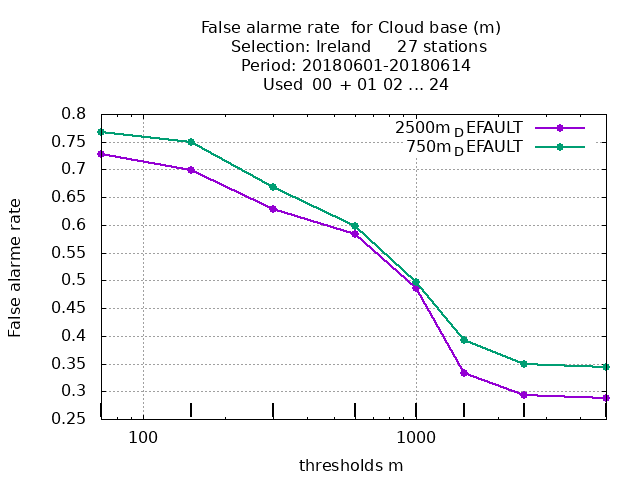 False alarme rate  for Cloud base (m)
Selection: Ireland     27 stations
Period: 20180601-20180614
Used  00  + 01 02 ... 24
2500m_DEFAULT
750m_DEFAULT
0.8
0.75
0.7
0.65
0.6
0.55
0.5
0.45
0.4
0.35
0.3
0.25
False alarme rate
100
1000
thresholds m